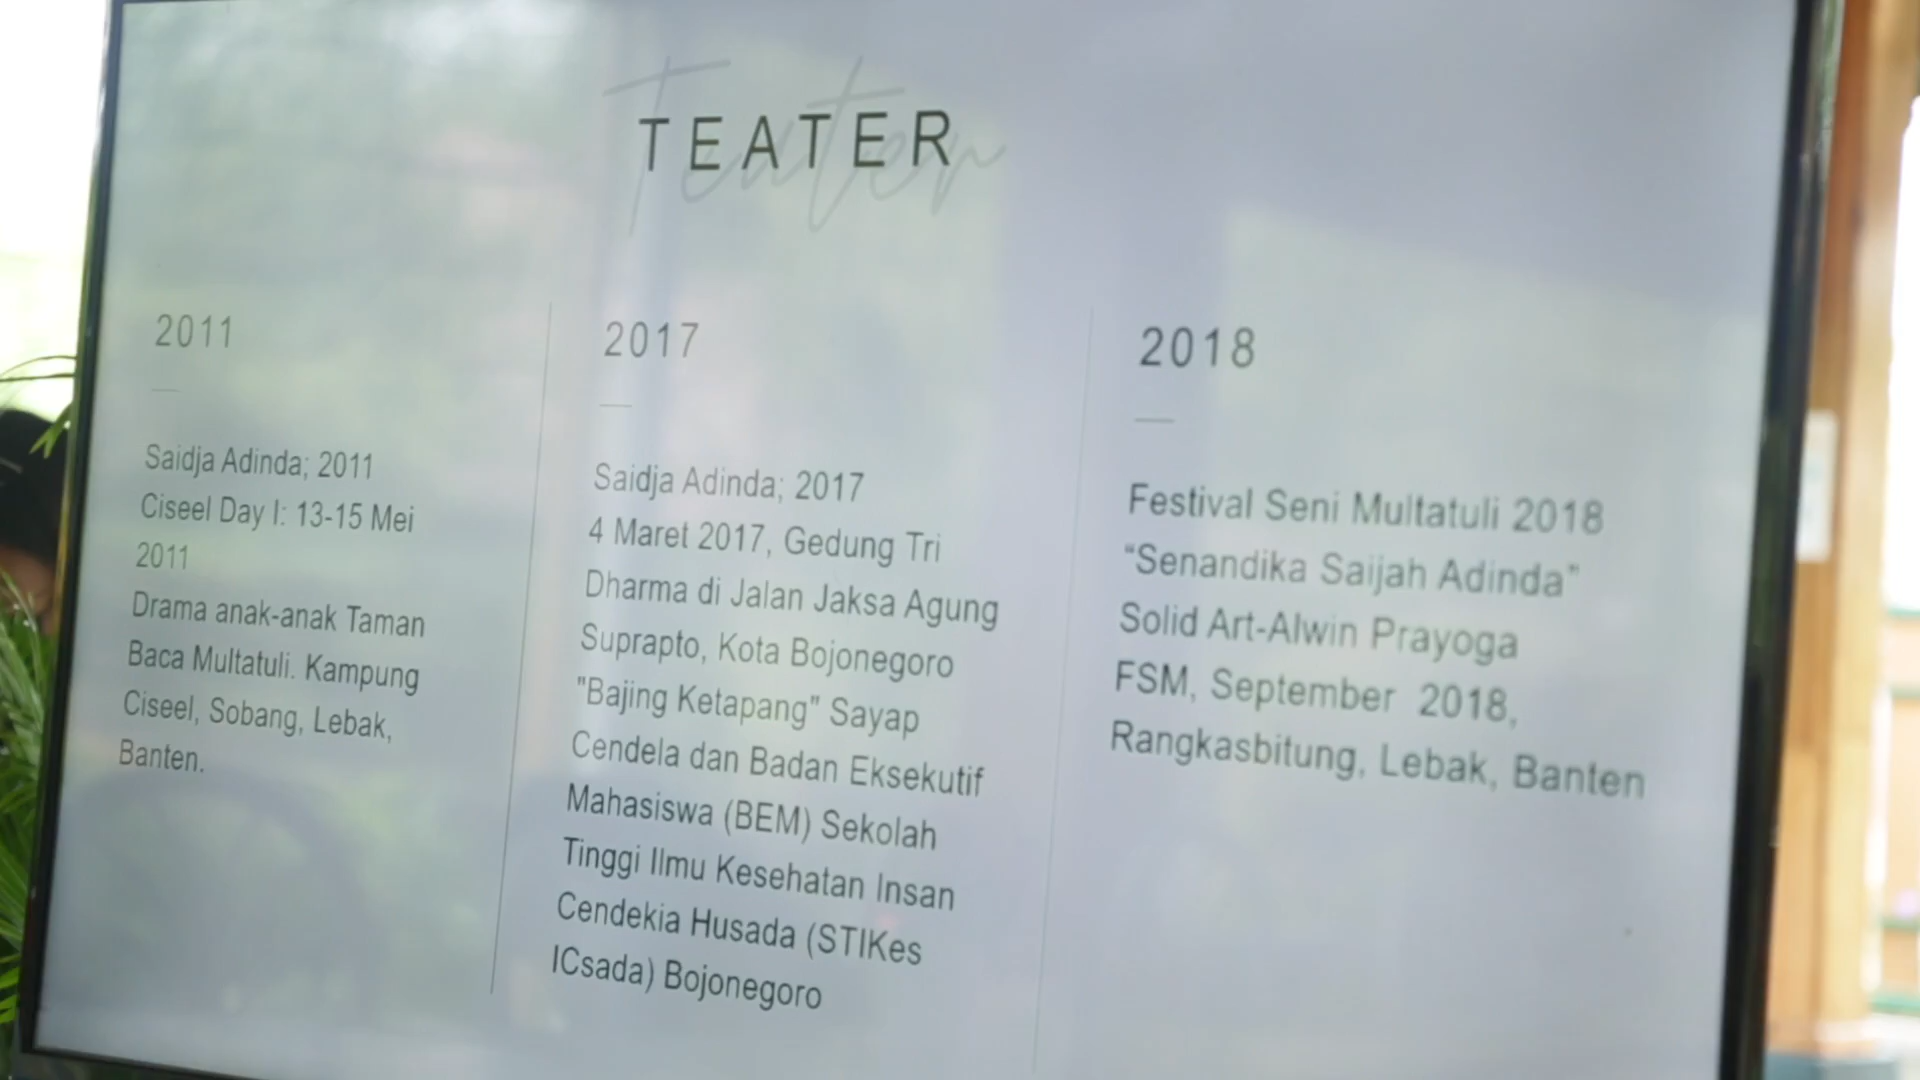 TEATER
Teater
2011
Saidja Adinda; 2011
Ciseel Day I: 13-15 Mei
2011
Drama anak-anak Taman
Baca Multatuli. Kampung
Ciseel, Sobang, Lebak,
Banten.
2017
Saidja Adinda; 2017
4 Maret 2017, Gedung Tri
Dharma di Jalan Jaksa Agung
Suprapto, Kota Bojonegoro
"Bajing Ketapang" Sayap
Cendela dan Badan Eksekutif
Mahasiswa (BEM) Sekolah
Tinggi Ilmu Kesehatan Insan
Cendekia Husada (STIKes
ICsada) Bojonegoro
2018
Festival Seni Multatuli 2018
“Senandika Saijah Adinda”
Solid Art-Alwin Prayoga
FSM, September 2018,
Rangkasbitung, Lebak, Banten